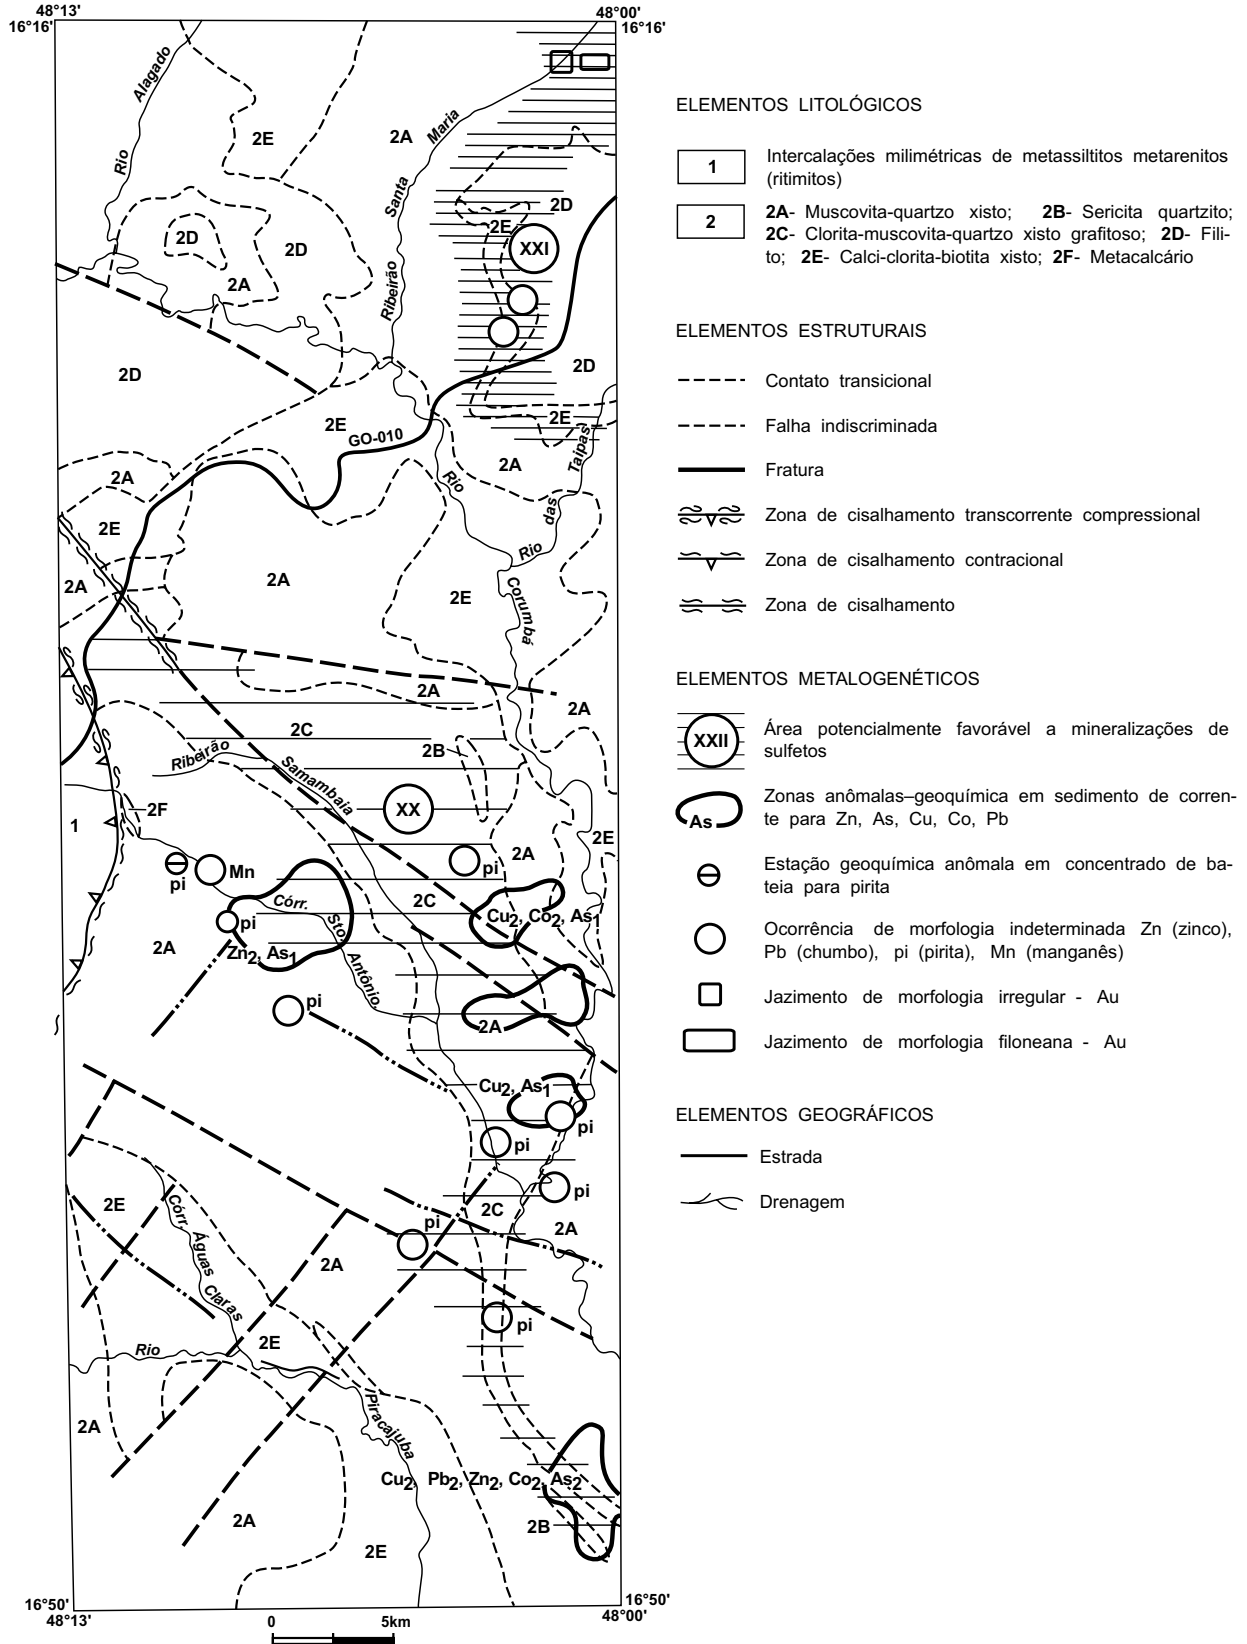 48°13'
48°00'
16°16'
16°16'
Rio Alagado
Ribeirão Santa Maria
2E
2A
2D
2E
XXI
2D
2D
2A
2D
2D
2E
GO-010
2E
2A
Rio das Taipas
2A
Rio Corumbá
2E
2A
2A
2E
2A
2A
2C
2B
Ribeirão Samambaia
XX
2F
1
2E
2A
pi
Mn
pi
2C
Córr. Sto. Antônio
Cu2, Co2, As1
pi
Zn2, As1
2A
pi
2A
Cu2, As1
pi
pi
pi
2E
2C
2A
pi
Córr. Águas Claras
2A
pi
2E
Rio Piracajuba
2A
Cu2, Pb2, Zn2, Co2, As2
2A
2B
2E
16°50'
16°50'
48°13'
48°00'
0 5km
ELEMENTOS LITOLÓGICOS
1 Intercalações milimétricas de metassiltitos metarenitos
(ritimitos)
2 2A- Muscovita-quartzo xisto; 2B- Sericita quartzito;
2C- Clorita-muscovita-quartzo xisto grafitoso; 2D- Fili-
to; 2E- Calci-clorita-biotita xisto; 2F- Metacalcário
ELEMENTOS ESTRUTURAIS
Contato transicional
Falha indiscriminada
Fratura
Zona de cisalhamento transcorrente compressional
Zona de cisalhamento contracional
Zona de cisalhamento
ELEMENTOS METALOGENÉTICOS
XXII Área potencialmente favorável a mineralizações de
sulfetos
As Zonas anômalas–geoquímica em sedimento de corren-
te para Zn, As, Cu, Co, Pb
Estação geoquímica anômala em concentrado de ba-
teia para pirita
Ocorrência de morfologia indeterminada Zn (zinco),
Pb (chumbo), pi (pirita), Mn (manganês)
Jazimento de morfologia irregular - Au
Jazimento de morfologia filoneana - Au
ELEMENTOS GEOGRÁFICOS
Estrada
Drenagem